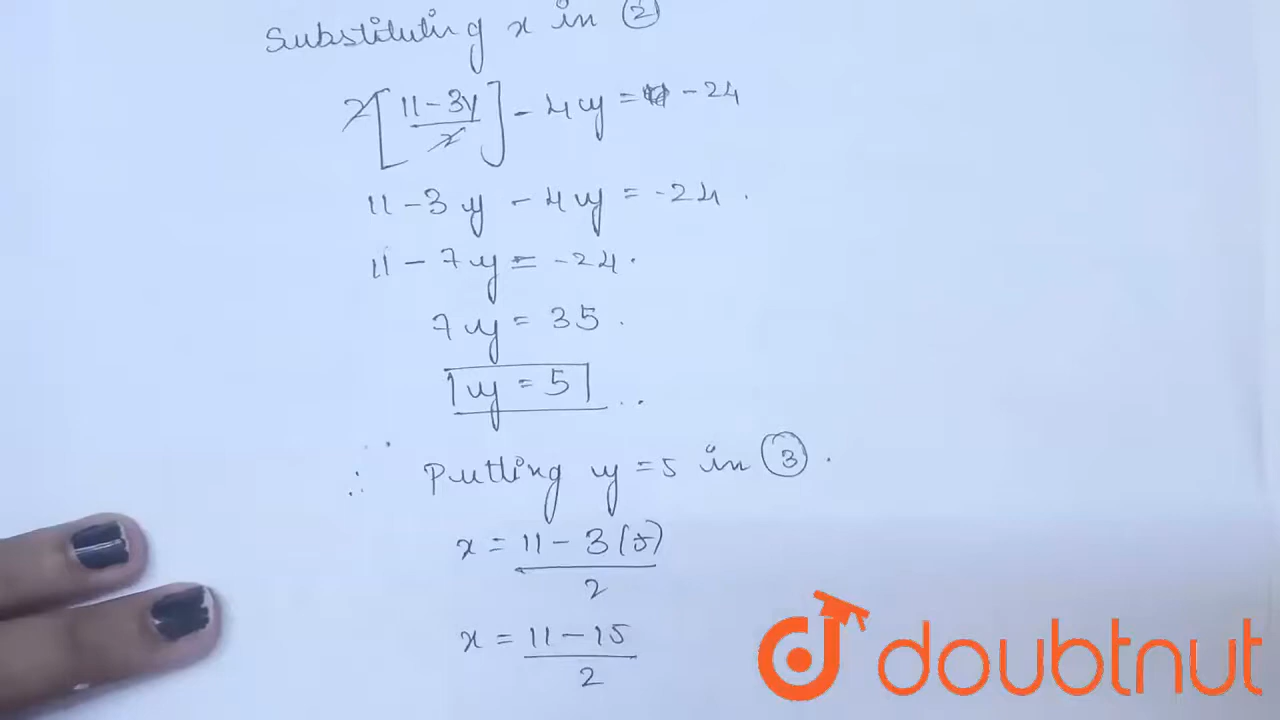 Substituting x in ②
2[11-3y/2] - 4y = -24
11-3y - 4y = -24.
11 - 7y = -24.
7y = 35.
y = 5
∴ Putting y=5 in ③.
x = 11-3(5)/2
x = 11-15/2
doubtnut